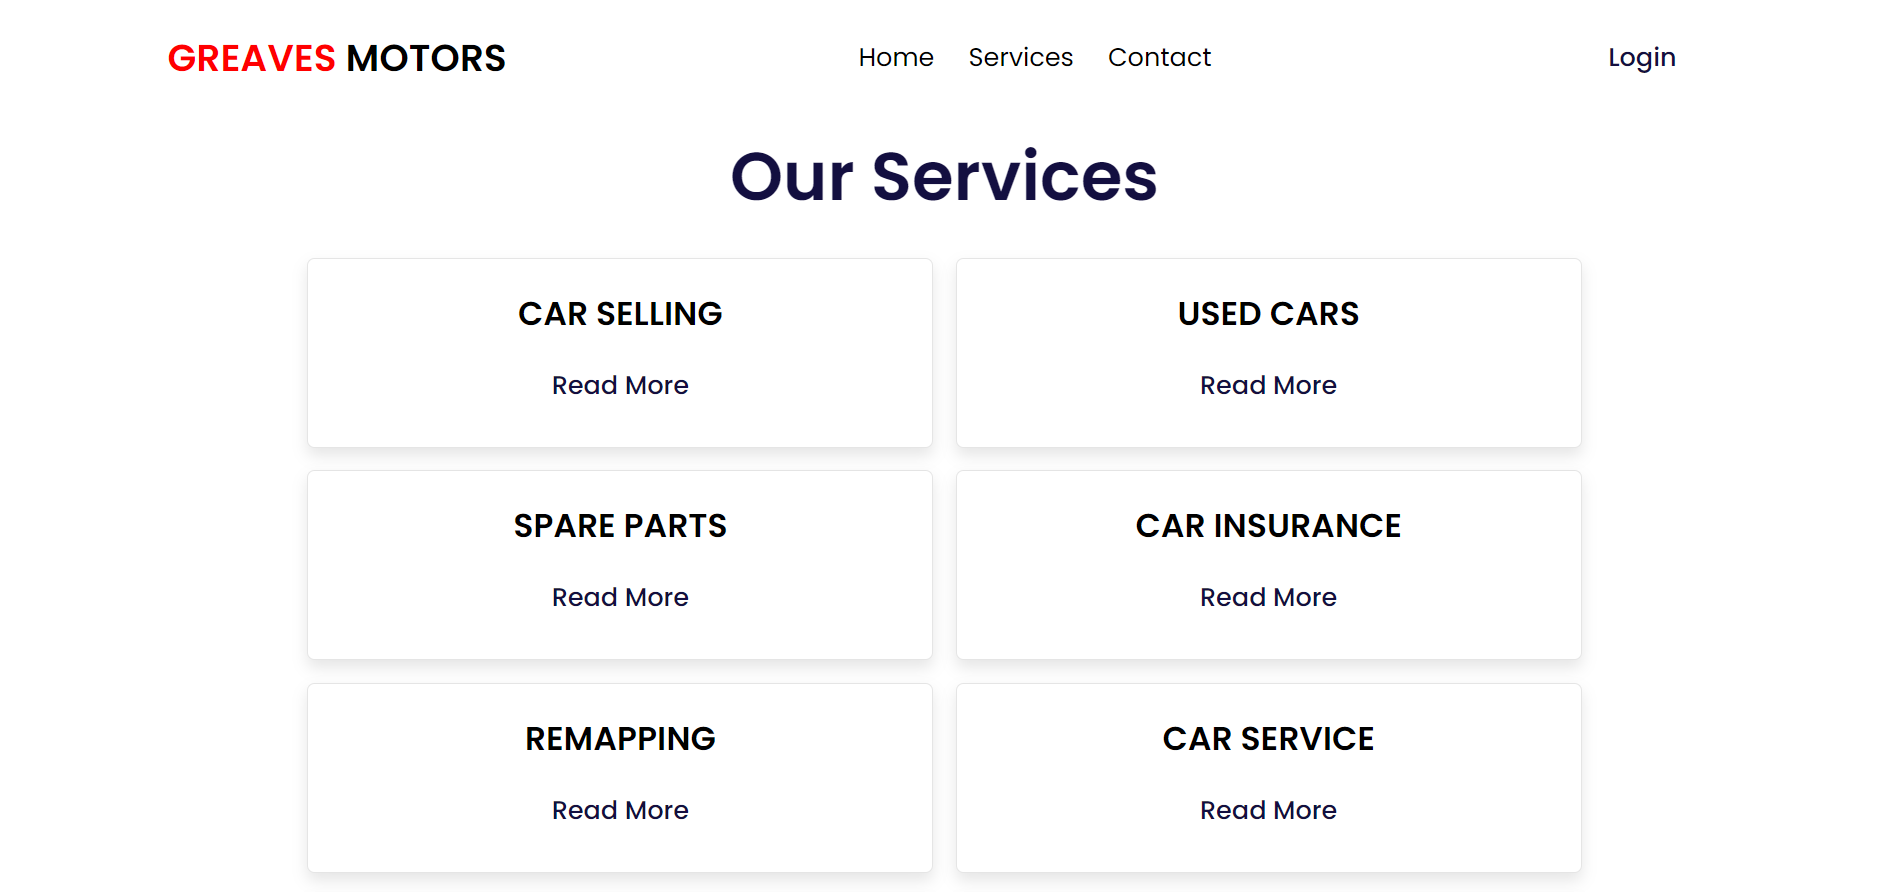 GREAVES MOTORS
Home Services Contact
Login
Our Services
CAR SELLING
Read More
USED CARS
Read More
SPARE PARTS
Read More
CAR INSURANCE
Read More
REMAPPING
Read More
CAR SERVICE
Read More